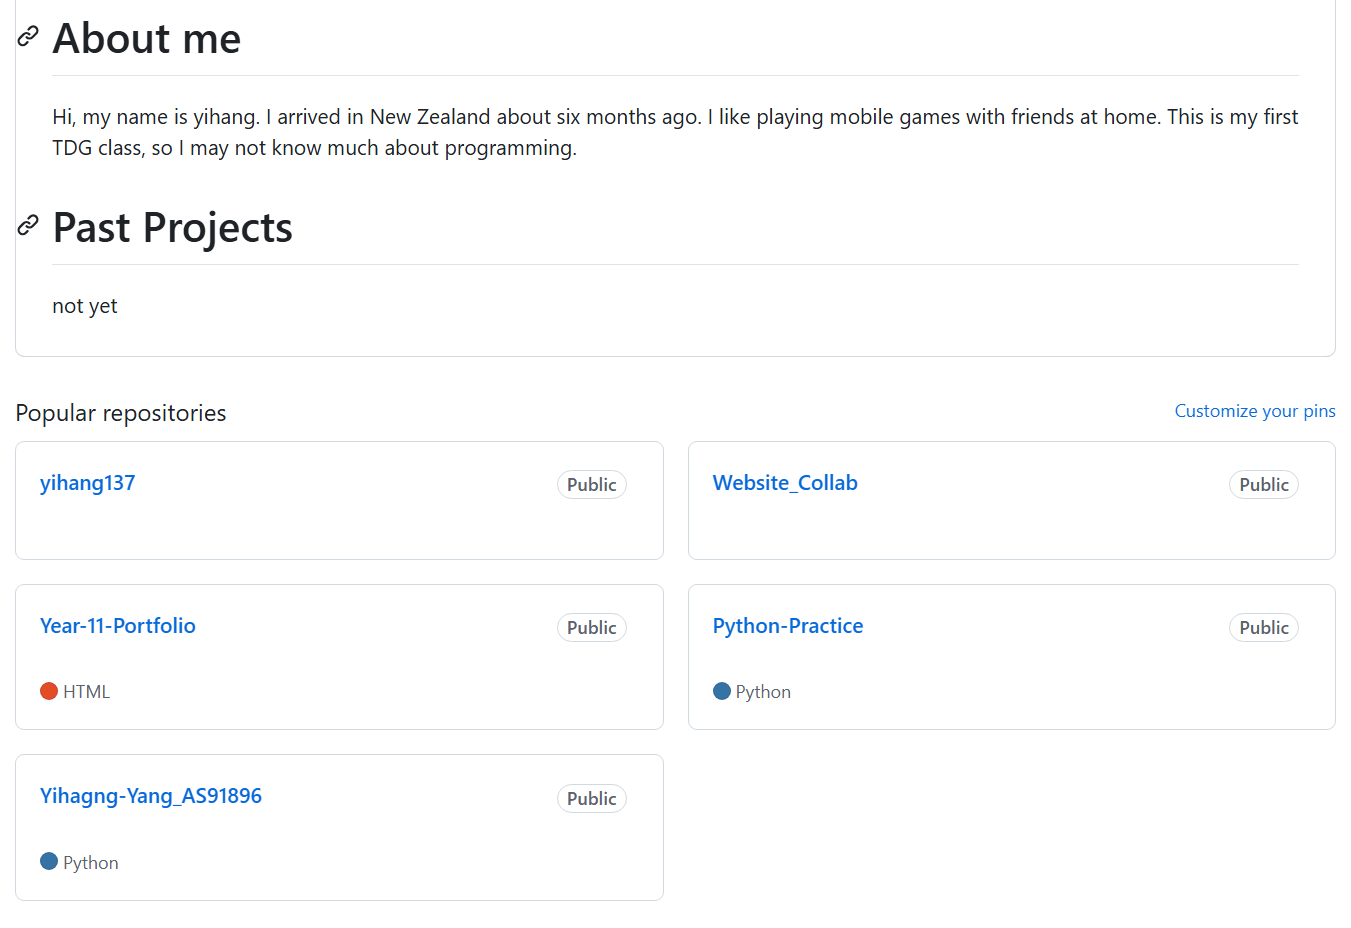 About me
Hi, my name is yihang. I arrived in New Zealand about six months ago. I like playing mobile games with friends at home. This is my first
TDG class, so I may not know much about programming.
Past Projects
not yet
Popular repositories
Customize your pins
yihang137
Public
Website_Collab
Public
Year-11-Portfolio
Public
HTML
Python-Practice
Public
Python
Yihagng-Yang_AS91896
Public
Python